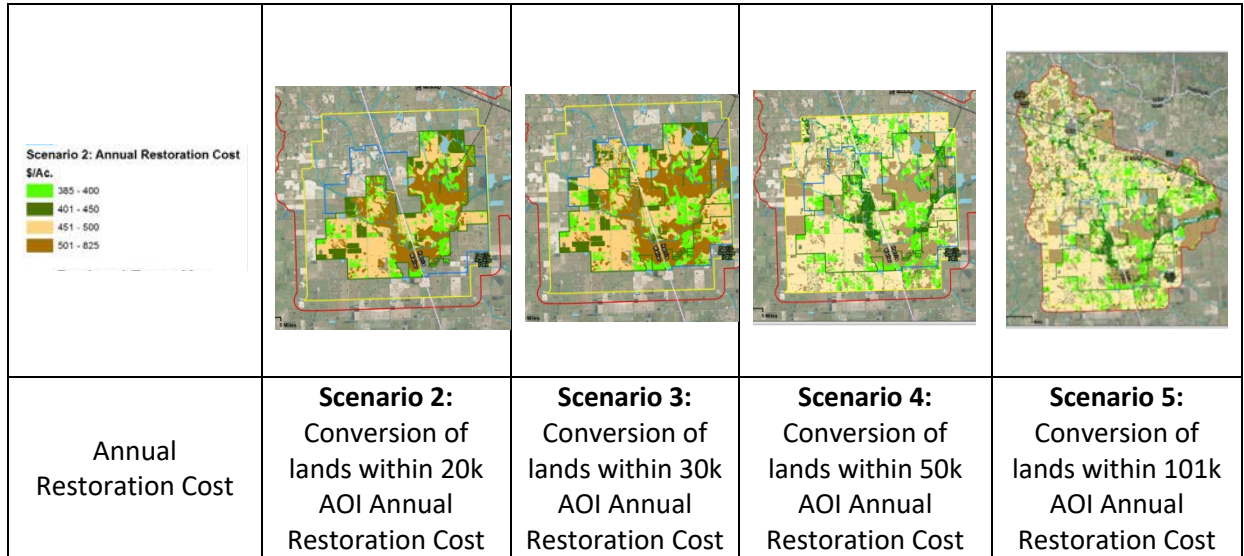 Scenario 2: Annual Restoration Cost
$/Ac.
385 - 400
401 - 450
451 - 500
501 - 825
Annual
Restoration Cost
Scenario 2:
Conversion of
lands within 20k
AOI Annual
Restoration Cost
Scenario 3:
Conversion of
lands within 30k
AOI Annual
Restoration Cost
Scenario 4:
Conversion of
lands within 50k
AOI Annual
Restoration Cost
Scenario 5:
Conversion of
lands within 101k
AOI Annual
Restoration Cost